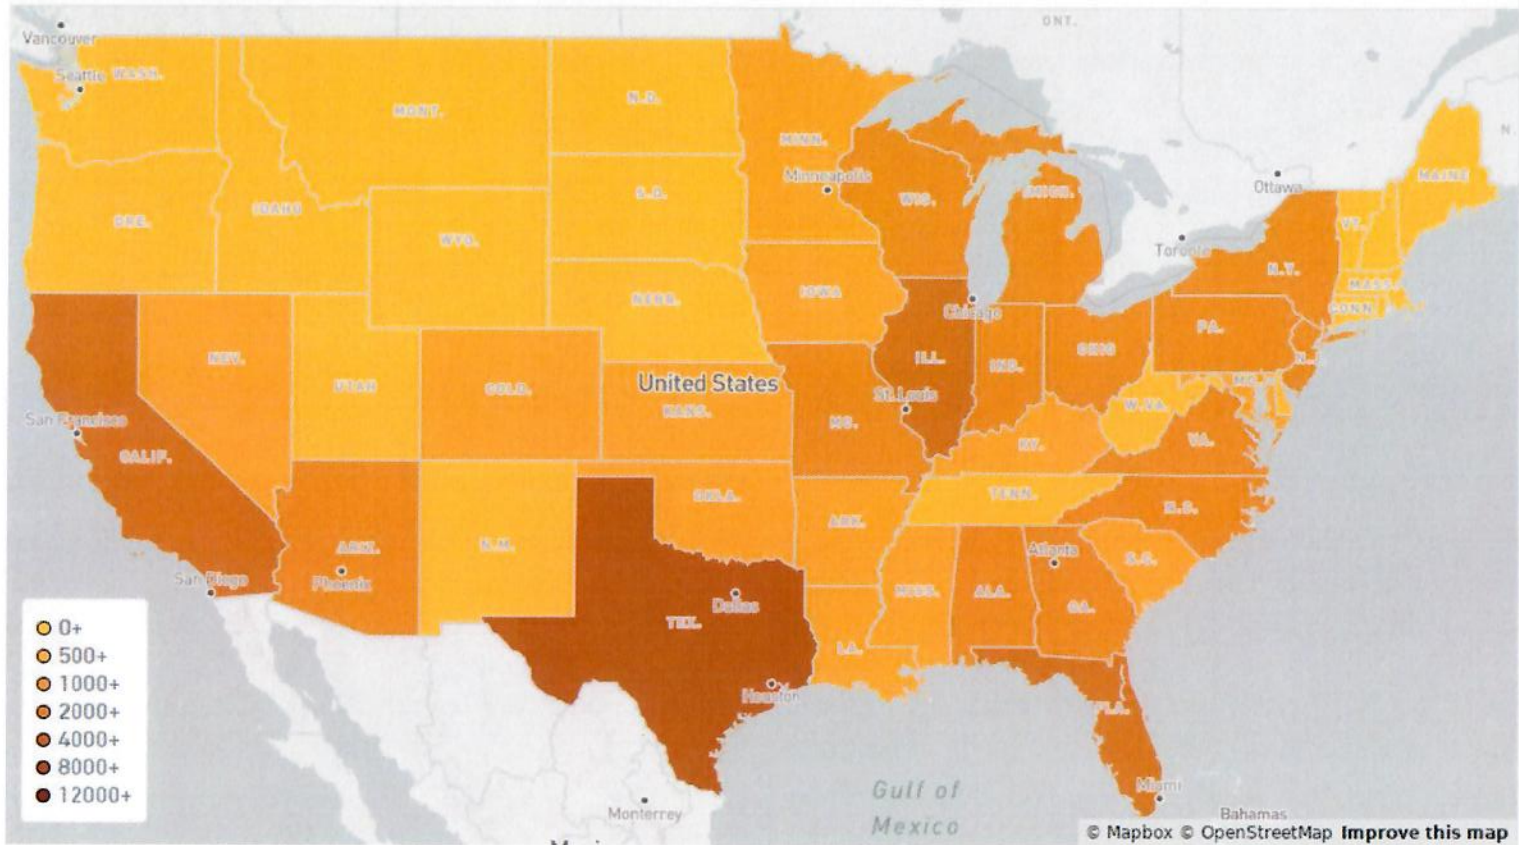 ONT.
Vancouver
Seattle
WASH.
MONT.
N.D.
MINN.
Minneapolis
ORE.
IDAHO
WYO.
S.D.
WIS.
MICH.
Ottawa
MAINE
N.
VT.
Toronto
N.Y.
MASS.
CONN.
NEBR.
IOWA
Chicago
PA.
N.J
NEV.
UTAH
COLO.
United States
KANS.
ILL.
IND.
OHIO
St. Louis
MO.
W.VA.
MD.
VA.
KY.
San Francisco
CALIF.
ARIZ.
Phoenix
San Diego
N.M.
OKLA.
ARK.
TENN.
N.C.
S.C.
Atlanta
MISS.
ALA.
GA.
Dallas
TEX.
LA.
Houston
FLA.
Miami
0+
500+
1000+
2000+
4000+
8000+
12000+
Monterrey
Gulf of
Mexico
Bahamas
© Mapbox © OpenStreetMap Improve this map